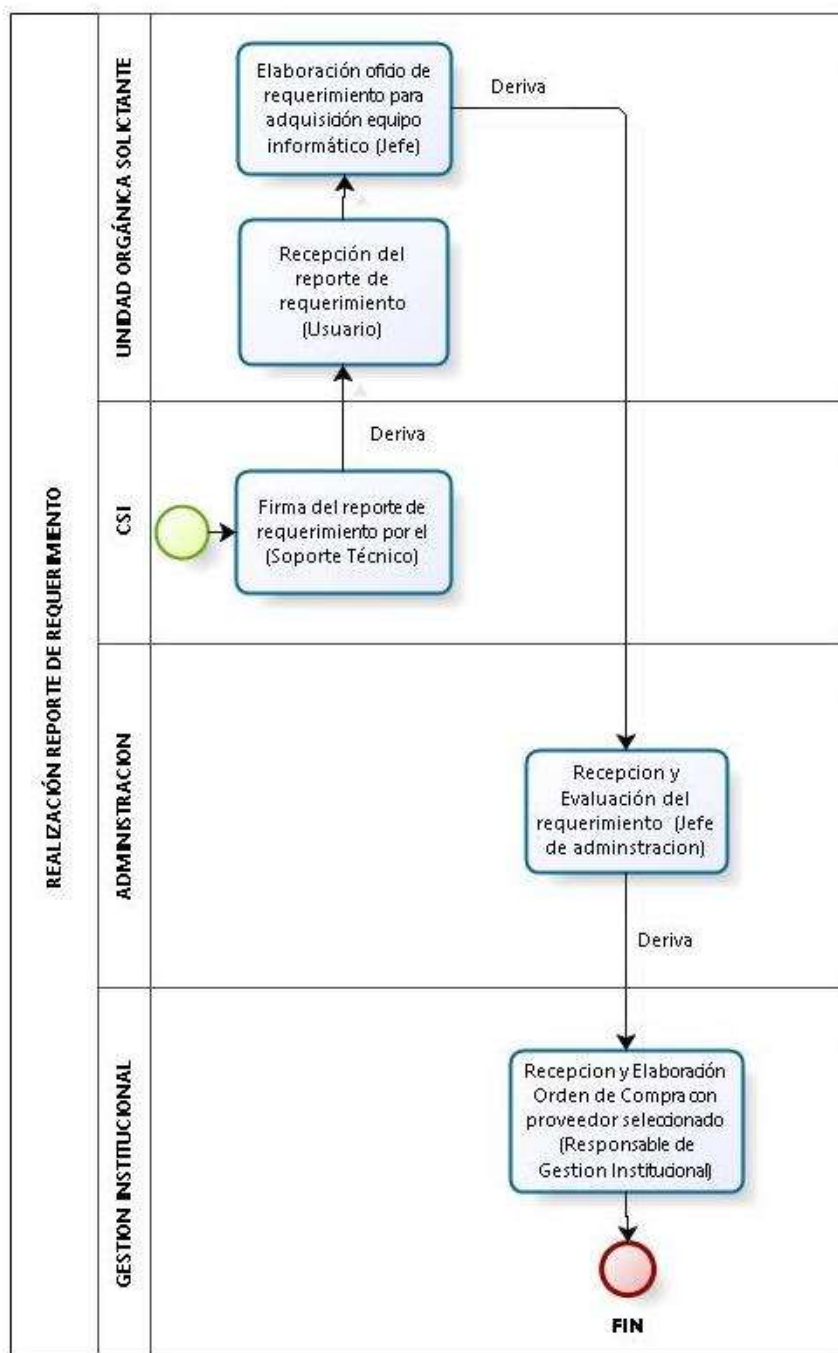 REALIZACIÓN REPORTE DE REQUERIMIENTO
UNIDAD ORGÁNICA SOLICTANTE
Elaboración oficio de
requerimiento para
adquisición equipo
informático (Jefe)
Deriva
Recepción del
reporte de
requerimiento
(Usuario)
CSI
Deriva
Firma del reporte de
requerimiento por el
(Soporte Técnico)
ADMINISTRACION
Recepcion y
Evaluación del
requerimiento (Jefe
de adminstracion)
Deriva
GESTION INSTITUCIONAL
Recepcion y Elaboración
Orden de Compra con
proveedor seleccionado
(Responsable de
Gestion Institucional)
FIN